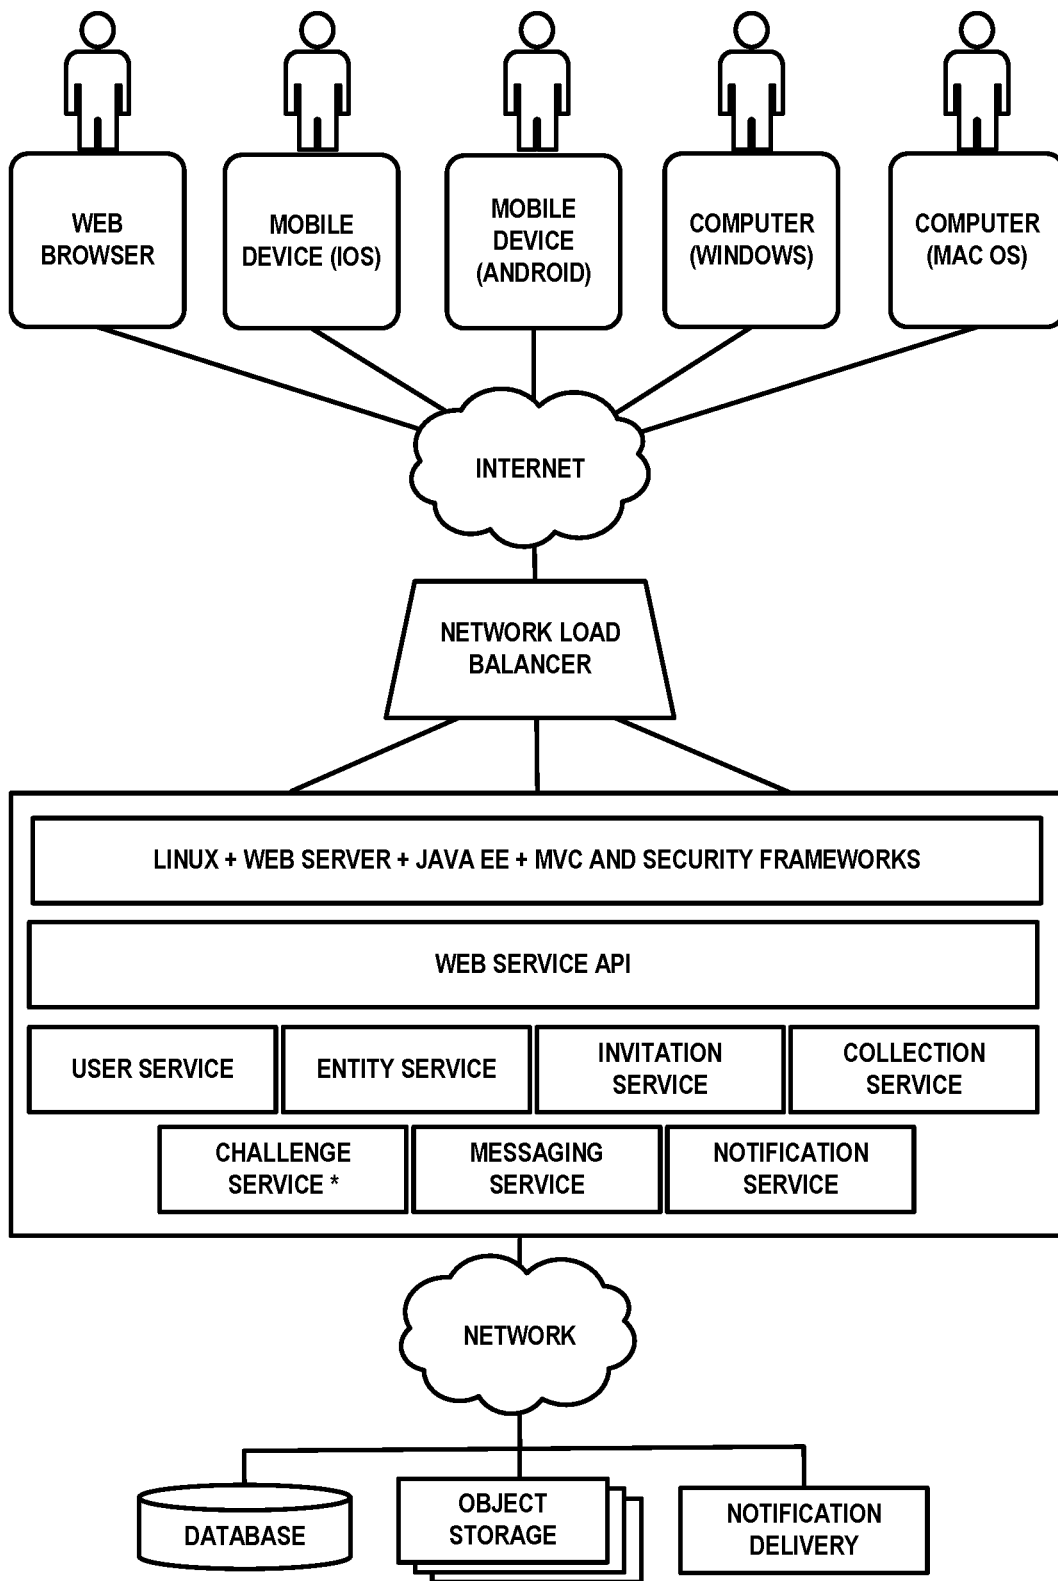 WEB
BROWSER
MOBILE
DEVICE (IOS)
MOBILE
DEVICE
(ANDROID)
COMPUTER
(WINDOWS)
COMPUTER
(MAC OS)
INTERNET
NETWORK LOAD
BALANCER
LINUX + WEB SERVER + JAVA EE + MVC AND SECURITY FRAMEWORKS
WEB SERVICE API
USER SERVICE
ENTITY SERVICE
INVITATION
SERVICE
COLLECTION
SERVICE
CHALLENGE
SERVICE *
MESSAGING
SERVICE
NOTIFICATION
SERVICE
NETWORK
DATABASE
OBJECT
STORAGE
NOTIFICATION
DELIVERY